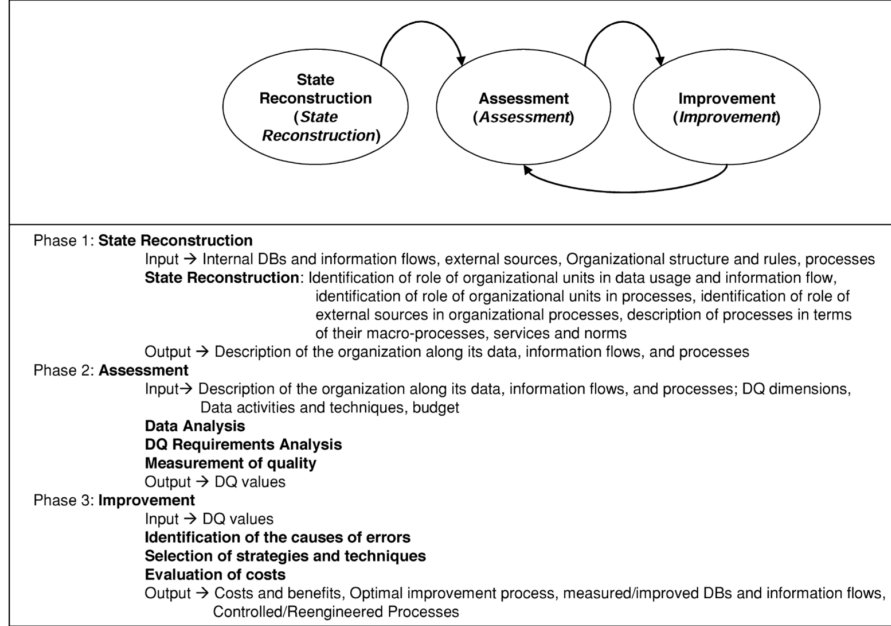 State
Reconstruction
(State
Reconstruction)
Assessment
(Assessment)
Improvement
(Improvement)
Phase 1: State Reconstruction
Input → Internal DBs and information flows, external sources, Organizational structure and rules, processes
State Reconstruction: Identification of role of organizational units in data usage and information flow,
identification of role of organizational units in processes, identification of role of
external sources in organizational processes, description of processes in terms
of their macro-processes, services and norms
Output → Description of the organization along its data, information flows, and processes
Phase 2: Assessment
Input→ Description of the organization along its data, information flows, and processes; DQ dimensions,
Data activities and techniques, budget
Data Analysis
DQ Requirements Analysis
Measurement of quality
Output → DQ values
Phase 3: Improvement
Input → DQ values
Identification of the causes of errors
Selection of strategies and techniques
Evaluation of costs
Output → Costs and benefits, Optimal improvement process, measured/improved DBs and information flows,
Controlled/Reengineered Processes